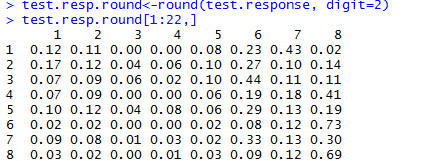 > test.resp.round<-round(test.response, digit=2)
> test.resp.round[1:22,]
1 2 3 4 5 6 7 8
1 0.12 0.11 0.00 0.00 0.08 0.23 0.43 0.02
2 0.17 0.12 0.04 0.06 0.10 0.27 0.10 0.14
3 0.07 0.09 0.06 0.02 0.10 0.44 0.11 0.11
4 0.07 0.09 0.00 0.00 0.06 0.19 0.18 0.41
5 0.10 0.12 0.04 0.08 0.06 0.29 0.13 0.19
6 0.02 0.02 0.00 0.00 0.02 0.08 0.12 0.73
7 0.09 0.08 0.01 0.03 0.02 0.33 0.13 0.30
8 0.03 0.02 0.00 0.01 0.03 0.09 0.12 0.69